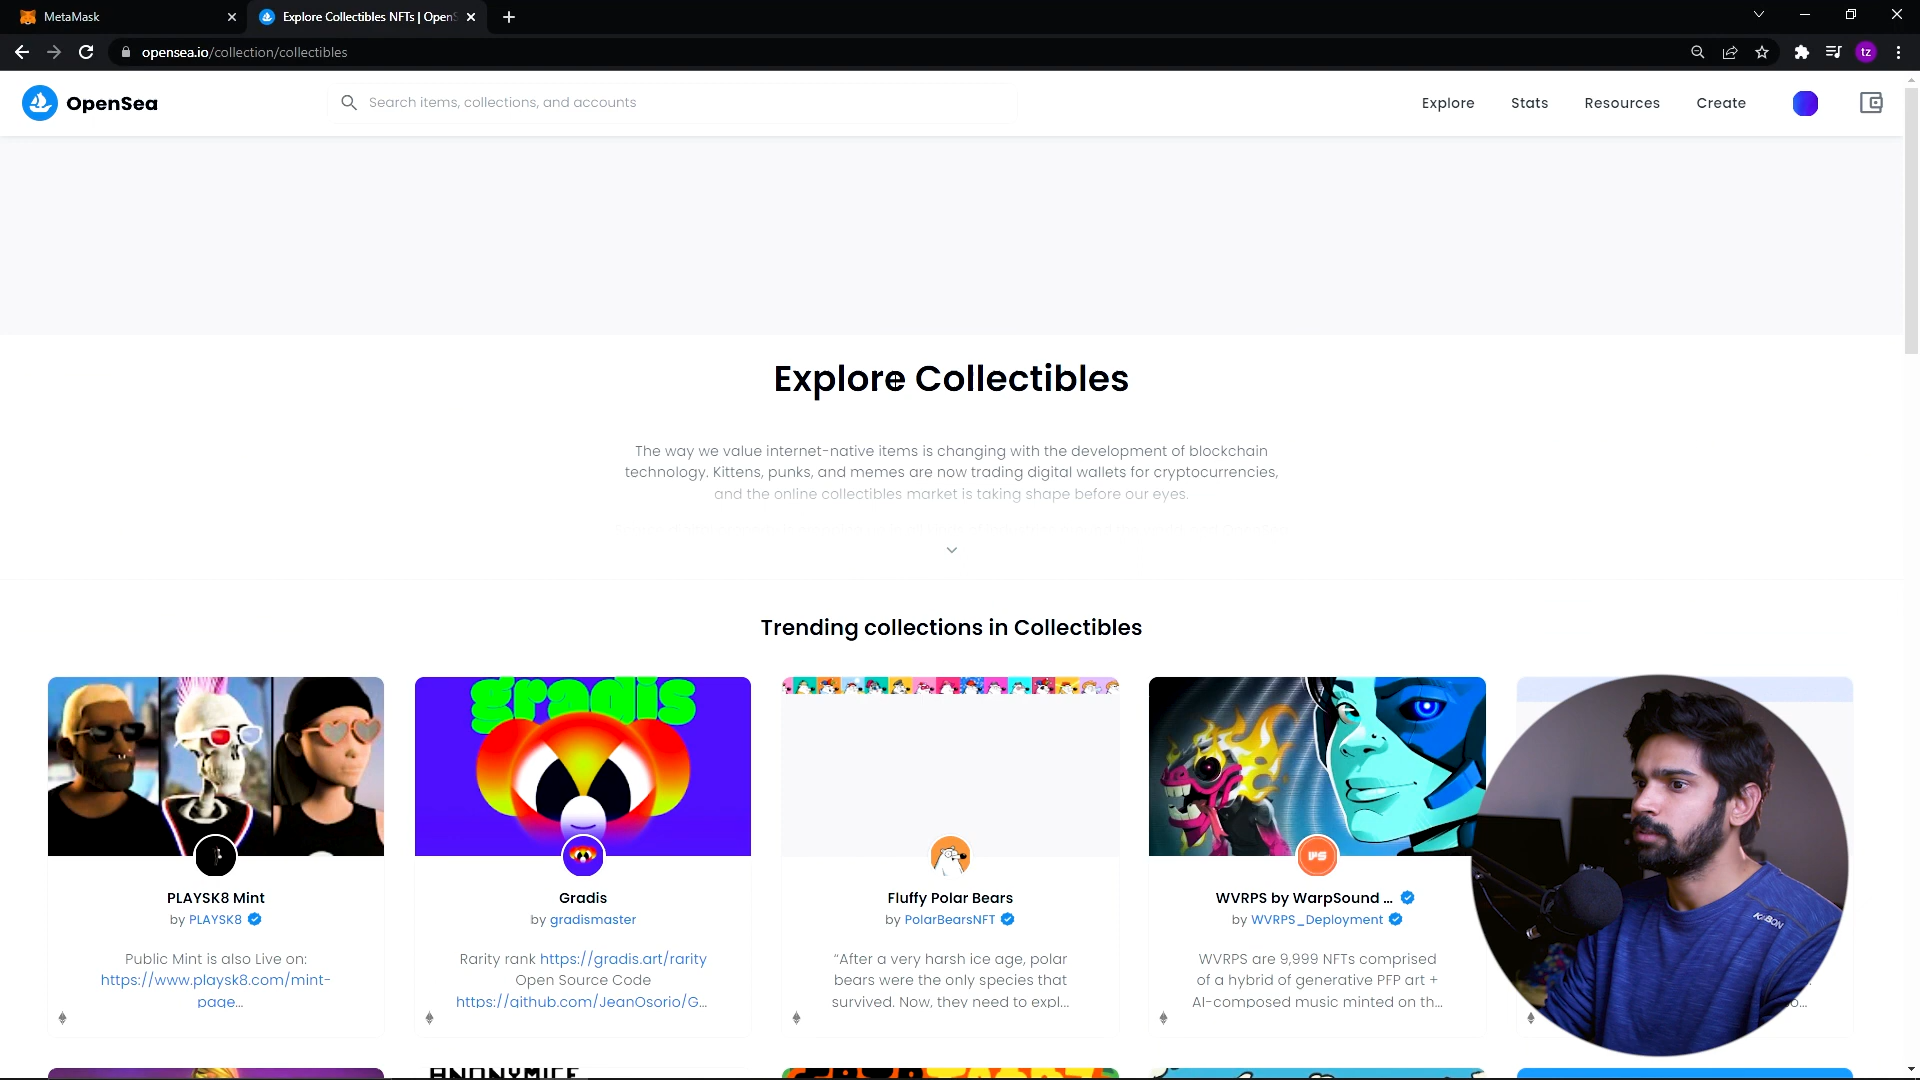 MetaMask
Explore Collectibles NFTs | OpenS
opensea.io/collection/collectibles
tz
OpenSea
Search items, collections, and accounts
Explore
Stats
Resources
Create
Explore Collectibles
The way we value internet-native items is changing with the development of blockchain
technology. Kittens, punks, and memes are now trading digital wallets for cryptocurrencies,
and the online collectibles market is taking shape before our eyes.
Trending collections in Collectibles
gradis
PLAYSK8 Mint
by PLAYSK8
Public Mint is also Live on:
https://www.playsk8.com/mint-
page...
Gradis
by gradismaster
Rarity rank https://gradis.art/rarity
Open Source Code
https://github.com/JeanOsorio/G...
Fluffy Polar Bears
by PolarBearsNFT
“After a very harsh ice age, polar
bears were the only species that
survived. Now, they need to expl...
WVRPS by WarpSound ...
by WVRPS_Deployment
WVRPS are 9,999 NFTs comprised
of a hybrid of generative PFP art +
AI-composed music minted on th...
o...